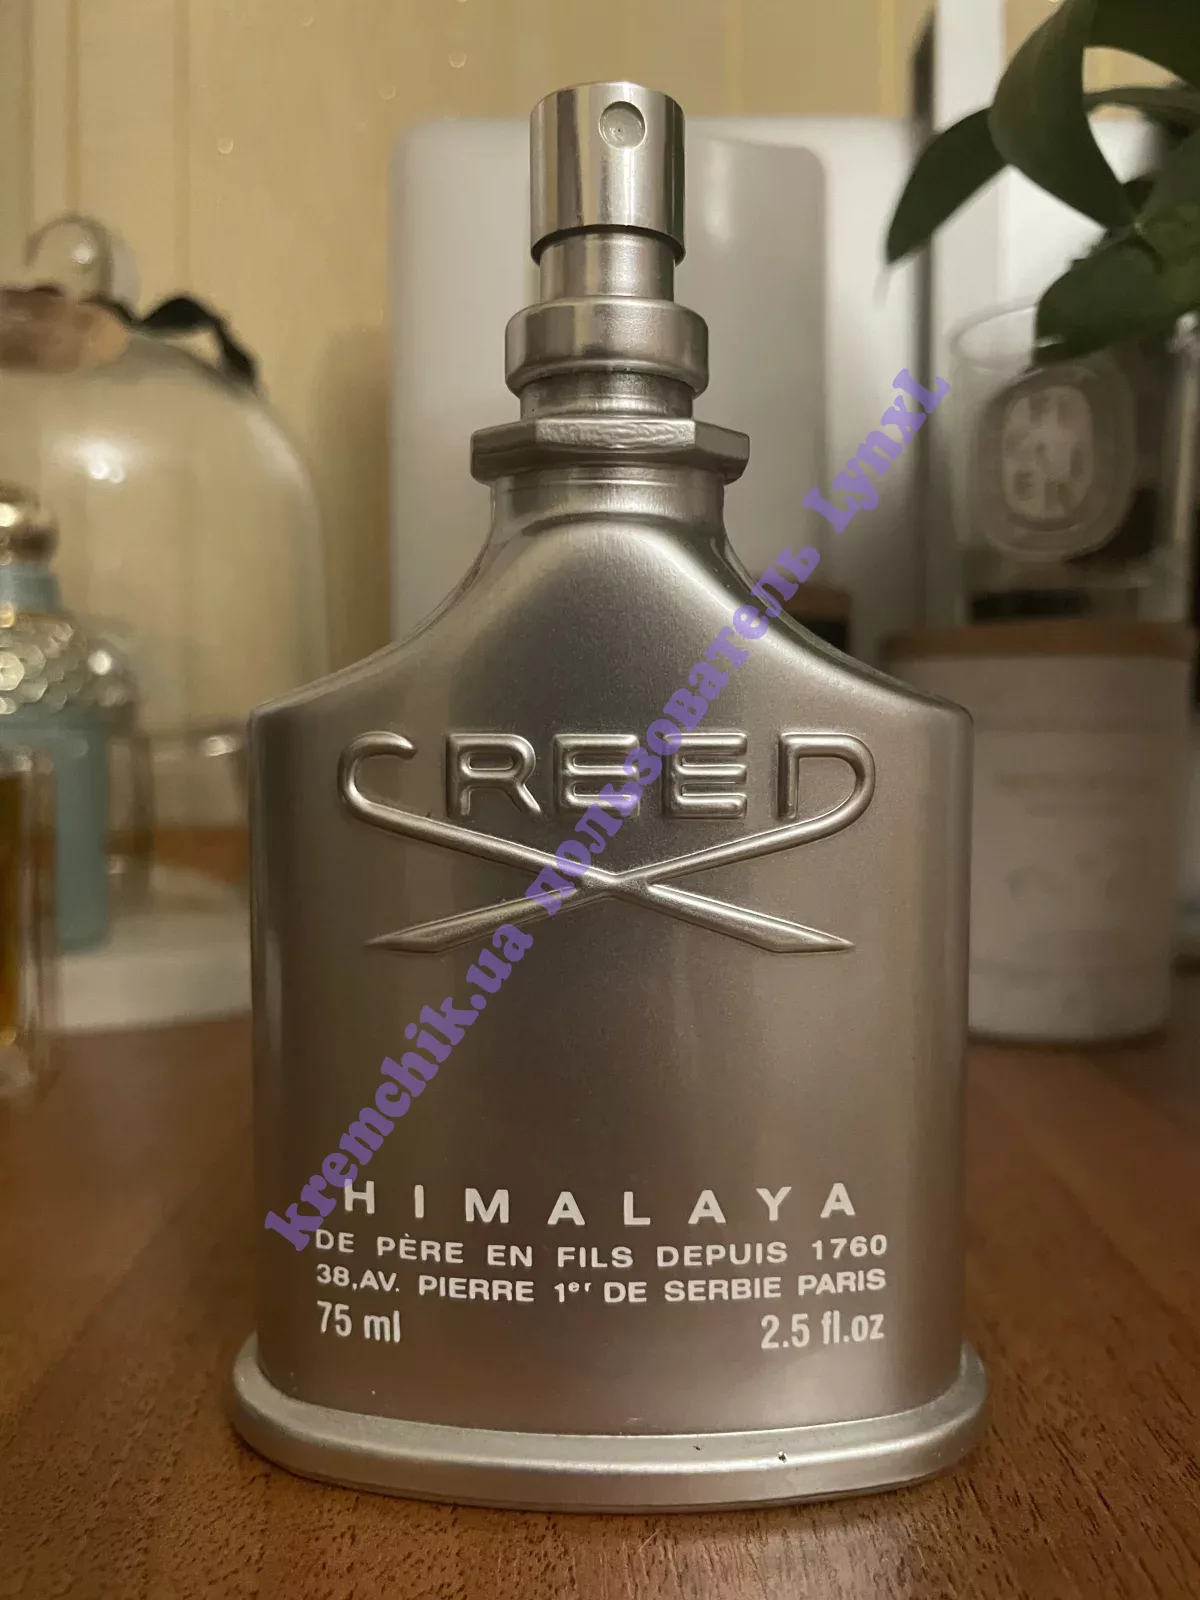 CREED
kremchik.ua пользователь LynxL
HIMALAYA
DE PÈRE EN FILS DEPUIS 1760
38,AV. PIERRE 1er DE SERBIE PARIS
75 ml 2.5 fl.oz